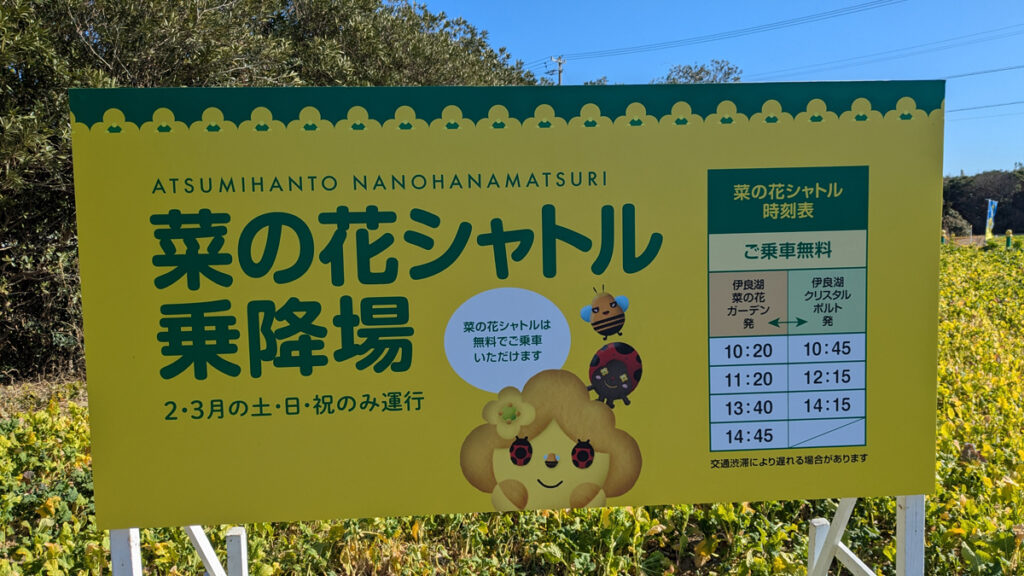 ATSUMIHANTO NANOHANAMATSURI
菜の花シャトル
乗降場
2・3月の土・日・祝のみ運行
菜の花シャトルは
無料でご乗車
いただけます
菜の花シャトル
時刻表
ご乗車無料
伊良湖
菜の花
ガーデン
発
伊良湖
クリスタル
ポルト
発
10:20 10:45
11:20 12:15
13:40 14:15
14:45
交通渋滞により遅れる場合があります